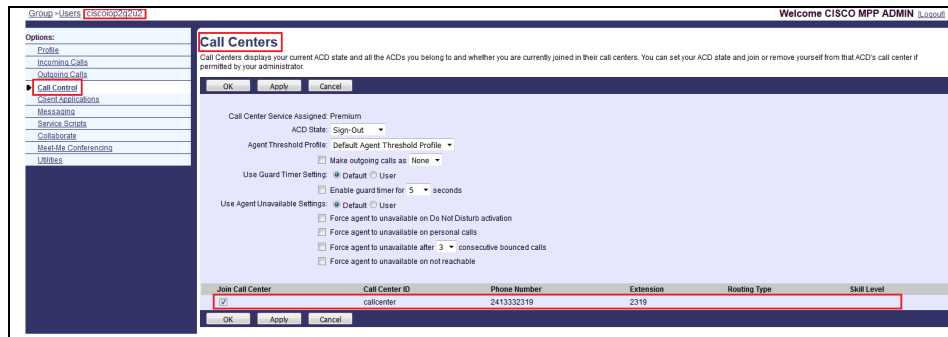 Group >Users : ciscoiop2g2u2
Welcome CISCO MPP ADMIN [Logout]
Options:
Profile
Incoming Calls
Outgoing Calls
Call Control
Client Applications
Messaging
Service Scripts
Collaborate
Meet-Me Conferencing
Utilities
Call Centers
Call Centers displays your current ACD state and all the ACDs you belong to and whether you are currently joined in their call centers. You can set your ACD state and join or remove yourself from that ACD's call center if
permitted by your administrator.
OK Apply Cancel
Call Center Service Assigned: Premium
ACD State: Sign-Out
Agent Threshold Profile: Default Agent Threshold Profile
Make outgoing calls as None
Use Guard Timer Setting: Default User
Enable guard timer for 5 seconds
Use Agent Unavailable Settings: Default User
Force agent to unavailable on Do Not Disturb activation
Force agent to unavailable on personal calls
Force agent to unavailable after 3 consecutive bounced calls
Force agent to unavailable on not reachable
Join Call Center Call Center ID Phone Number Extension Routing Type Skill Level
callcenter 2413332319 2319
OK Apply Cancel